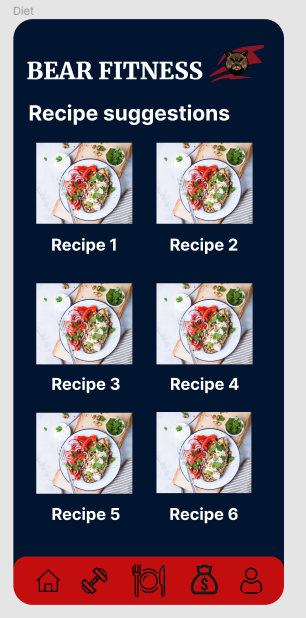 Diet
BEAR FITNESS
Recipe suggestions
Recipe 1 Recipe 2
Recipe 3 Recipe 4
Recipe 5 Recipe 6
$